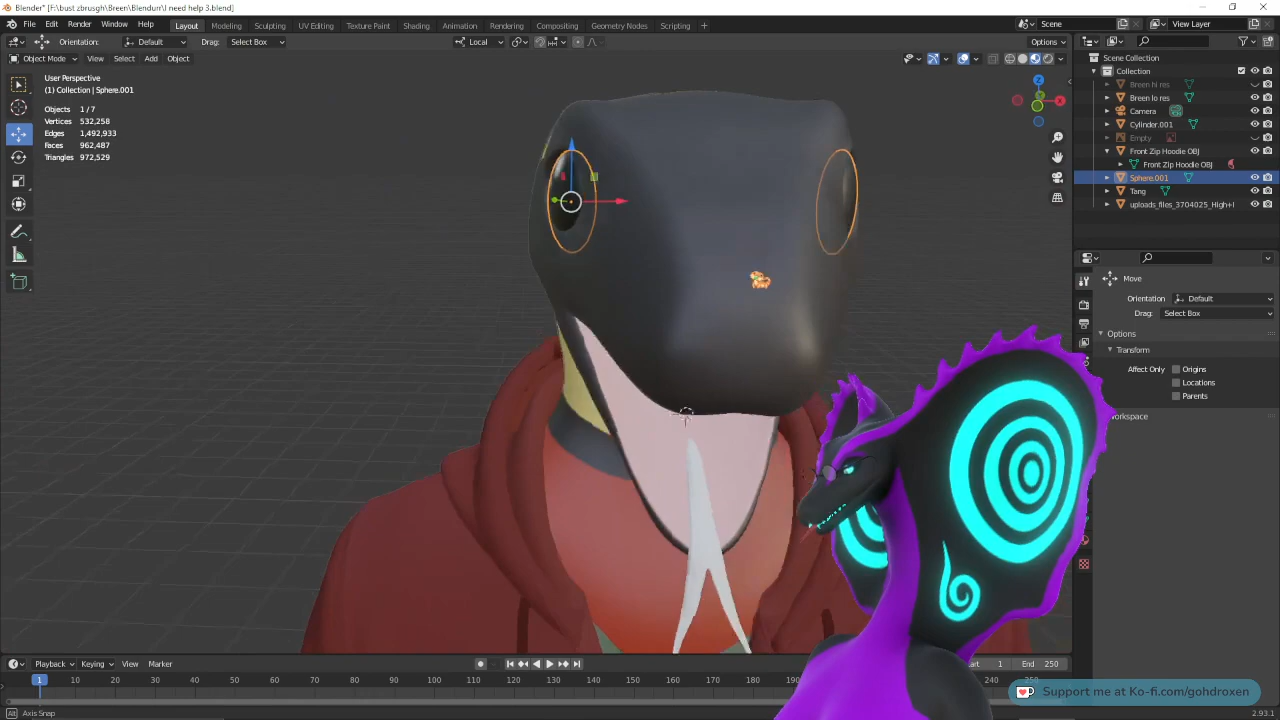 Blender* [F:\bust zbrusgh\Breen\Blendurr\I need help 3.blend]
File Edit Render Window Help Layout Modeling Sculpting UV Editing Texture Paint Shading Animation Rendering Compositing Geometry Nodes Scripting + Scene View Layer
Orientation: Default Drag: Select Box Local Options
Object Mode View Select Add Object
User Perspective
(1) Collection | Sphere.001
Objects 1/7
Vertices 532,258
Edges 1,492,933
Faces 962,487
Triangles 972,529
Z
X
Scene Collection
Collection
Breen hi res
Breen lo res
Camera
Cylinder.001
Empty
Front Zip Hoodie OBJ
Front Zip Hoodie OBJ
Sphere.001
Tang
uploads_files_3704025_High+I
Move
Orientation Default
Drag: Select Box
Options
Transform
Affect Only Origins
Locations
Parents
orkspace
Playback Keying View Marker 1 End 250
1 10 20 30 40 50 60 70 80 90 100 110 120 130 140 150 160 170 180 190 240 250
Axis Snap
Support me at Ko-fi.com/gohdroxen
2.93.1